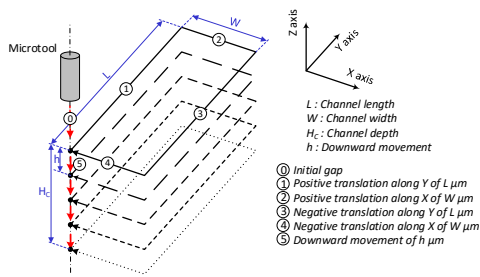 Microtool
L
W
Z axis
Y axis
X axis
0
1
2
3
4
5
h
H_C
L : Channel length
W : Channel width
H_C : Channel depth
h : Downward movement
0 Initial gap
1 Positive translation along Y of L μm
2 Positive translation along X of W μm
3 Negative translation along Y of L μm
4 Negative translation along X of W μm
5 Downward movement of h μm